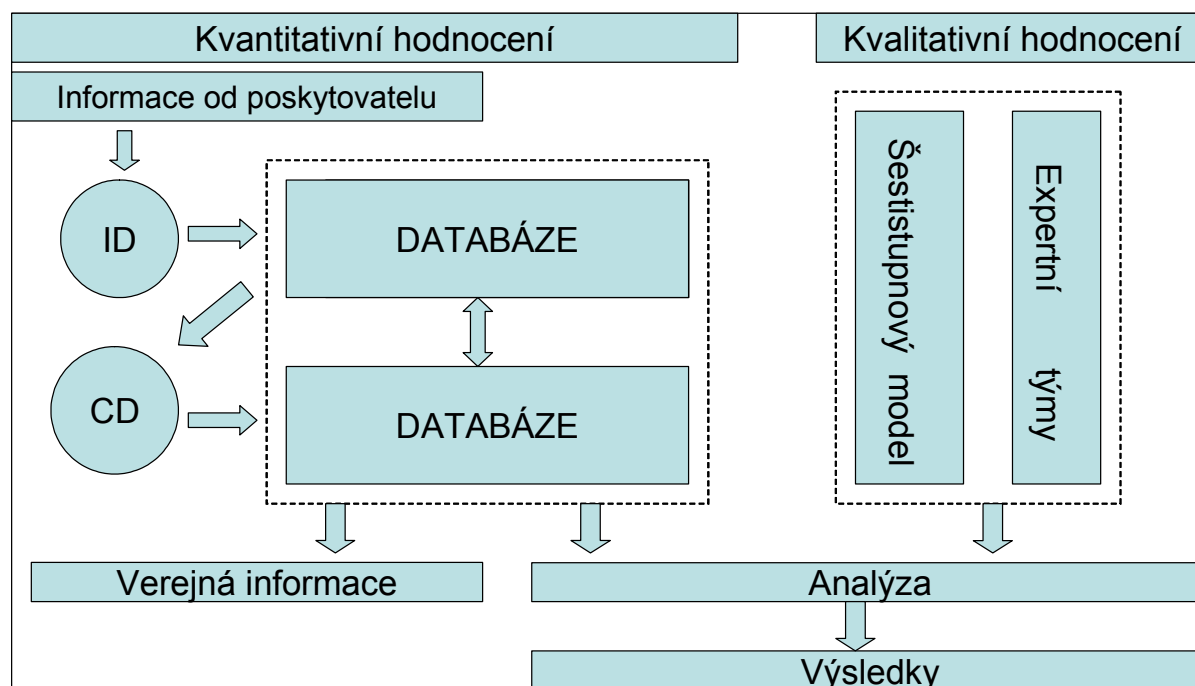 Kvantitativní hodnocení
Kvalitativní hodnocení
Informace od poskytovatelu
ID
DATABÁZE
CD
DATABÁZE
Šestistupnový model
Expertní týmy
Verejná informace
Analýza
Výsledky